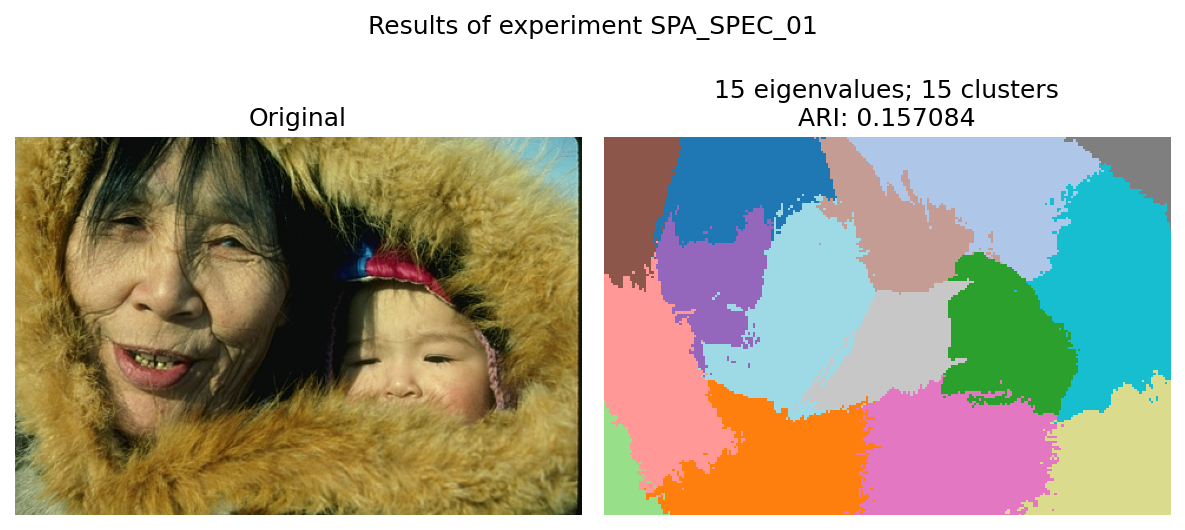 Results of experiment SPA_SPEC_01
Original
15 eigenvalues; 15 clusters
ARI: 0.157084